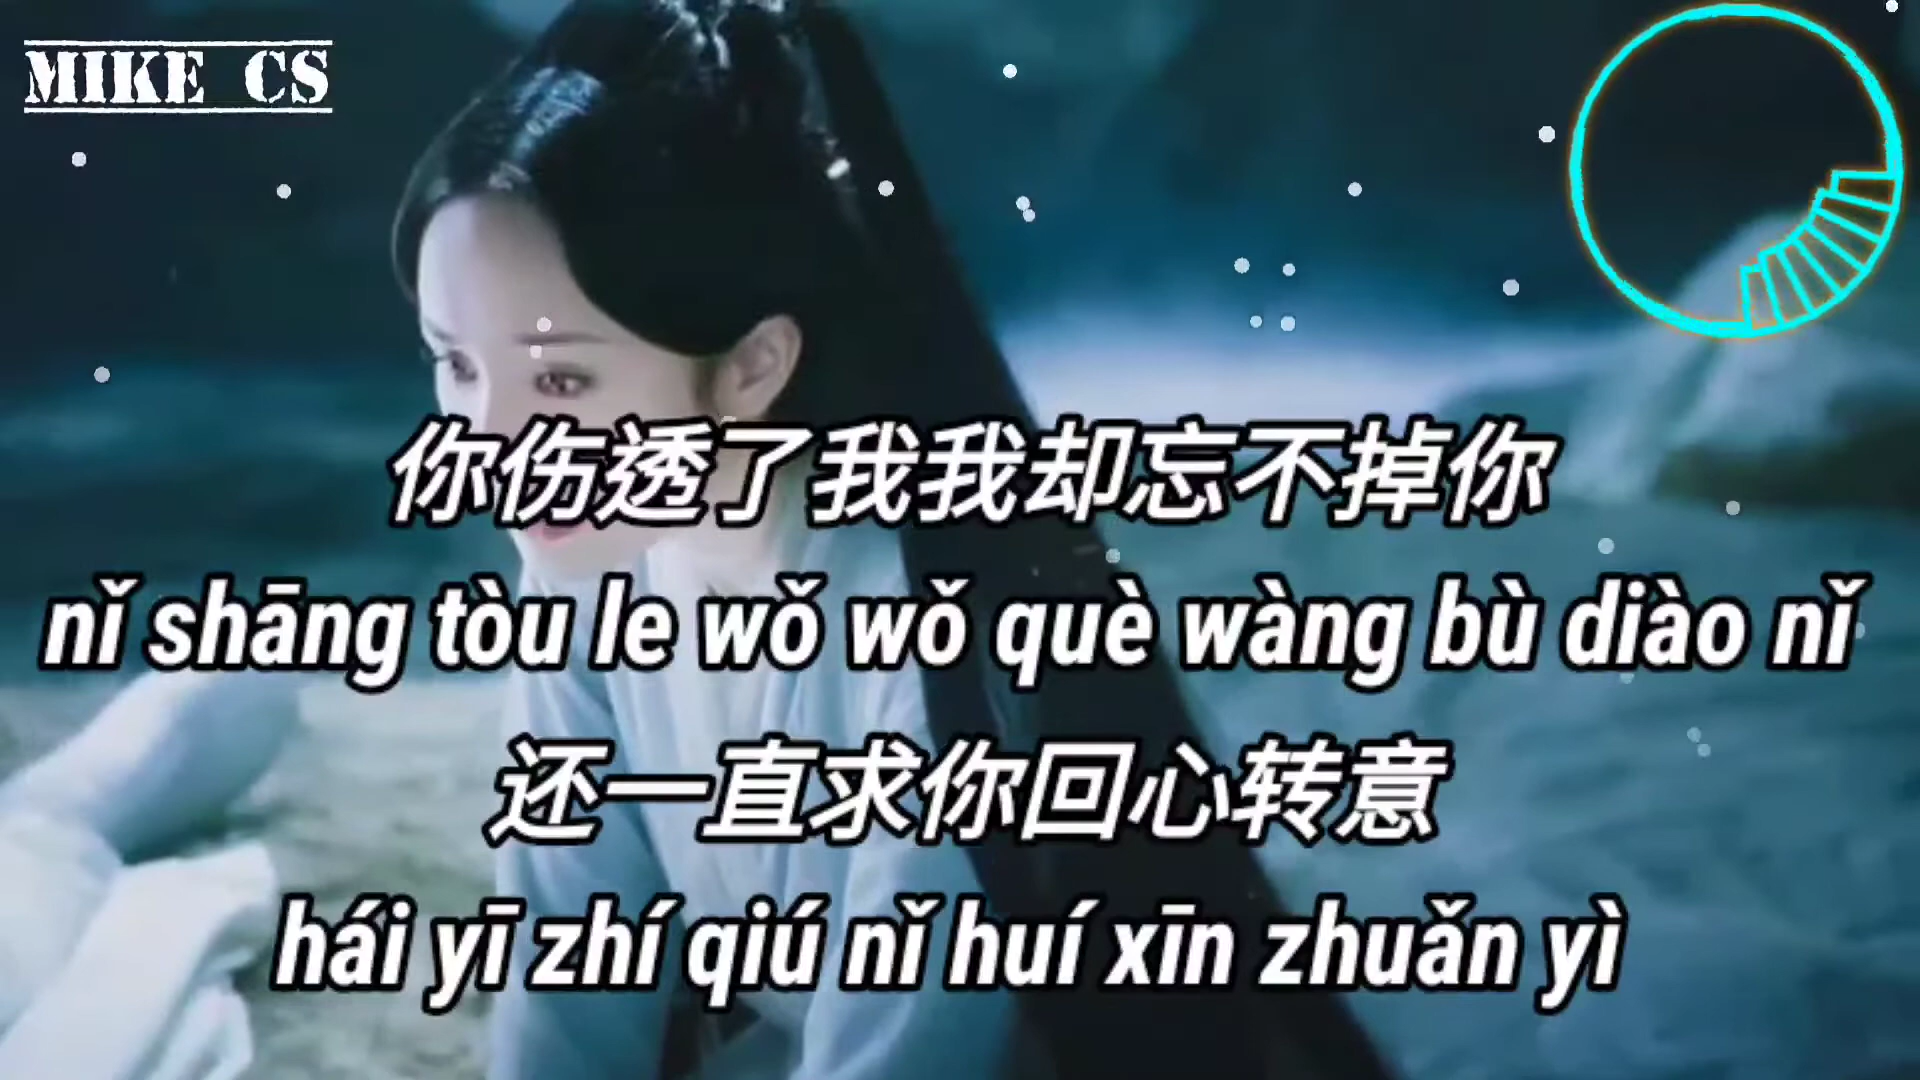 MIKE CS
你伤透了我我却忘不掉你
nǐ shāng tòu le wǒ wǒ què wàng bù diào nǐ
还一直求你回心转意
hái yī zhí qiú nǐ huí xīn zhuǎn yì